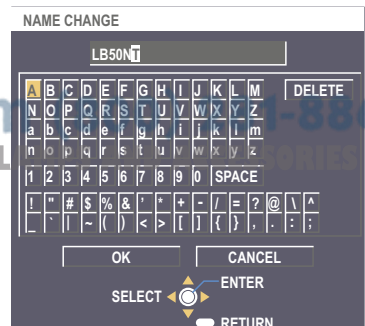 NAME CHANGE
LB50NT
A B C D E F G H I J K L M DELETE
N O P Q R S T U V W X Y Z
a b c d e f g h i j k l m
n o p q r s t u v w x y z
1 2 3 4 5 6 7 8 9 0 SPACE
! " # $ % & ' * + - / = ? @ \ ^
_ ` | ~ ( ) < > [ ] { } , . : ;
OK CANCEL
ENTER
SELECT
RETURN